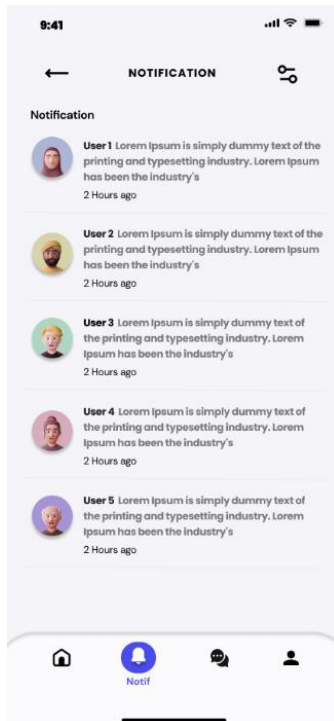 9:41
NOTIFICATION
Notification
User 1 Lorem Ipsum is simply dummy text of the
printing and typesetting industry. Lorem Ipsum
has been the industry's
2 Hours ago
User 2 Lorem Ipsum is simply dummy text of the
printing and typesetting industry. Lorem Ipsum
has been the industry's
2 Hours ago
User 3 Lorem Ipsum is simply dummy text of
the printing and typesetting industry. Lorem
Ipsum has been the industry's
2 Hours ago
User 4 Lorem Ipsum is simply dummy text of
the printing and typesetting industry. Lorem
Ipsum has been the industry's
2 Hours ago
User 5 Lorem Ipsum is simply dummy text of
the printing and typesetting industry. Lorem
Ipsum has been the industry's
2 Hours ago
Notif